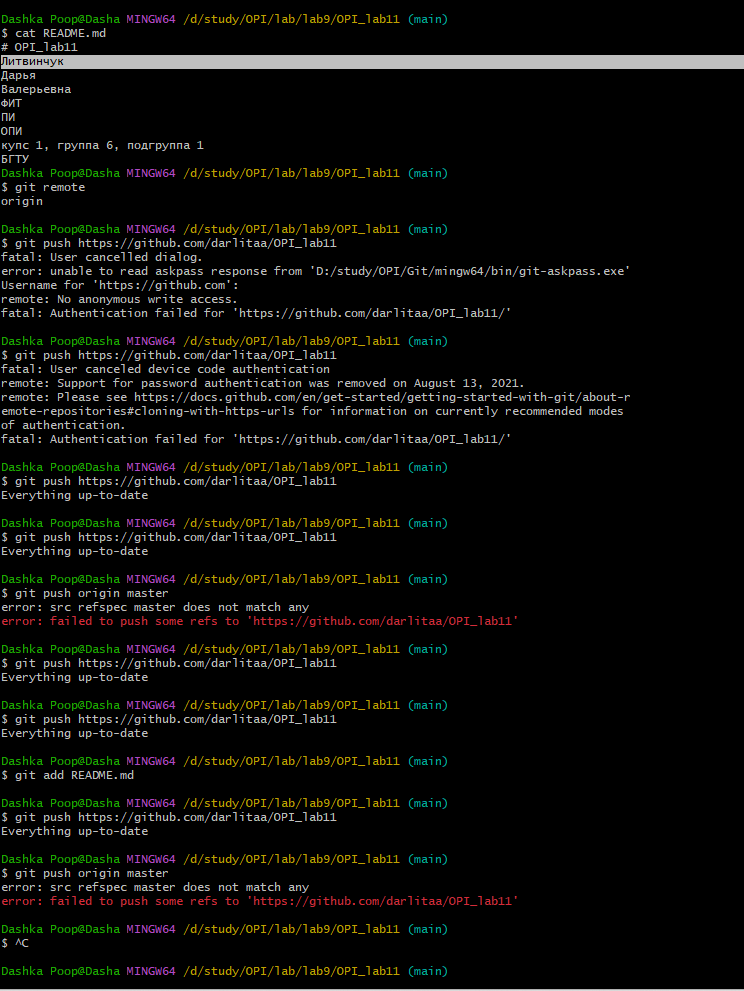 Dashka Poop@Dasha MINGW64 /d/study/OPI/lab/lab9/OPI_lab11 (main)
$ cat README.md
# OPI_lab11
Литвинчук
Дарья
Валерьевна
ФИТ
ПИ
ОПИ
купс 1, группа 6, подгруппа 1
БГТУ
Dashka Poop@Dasha MINGW64 /d/study/OPI/lab/lab9/OPI_lab11 (main)
$ git remote
origin
Dashka Poop@Dasha MINGW64 /d/study/OPI/lab/lab9/OPI_lab11 (main)
$ git push https://github.com/darlitaa/OPI_lab11
fatal: User cancelled dialog.
error: unable to read askpass response from 'D:/study/OPI/Git/mingw64/bin/git-askpass.exe'
Username for 'https://github.com':
remote: No anonymous write access.
fatal: Authentication failed for 'https://github.com/darlitaa/OPI_lab11/'
Dashka Poop@Dasha MINGW64 /d/study/OPI/lab/lab9/OPI_lab11 (main)
$ git push https://github.com/darlitaa/OPI_lab11
fatal: User canceled device code authentication
remote: Support for password authentication was removed on August 13, 2021.
remote: Please see https://docs.github.com/en/get-started/getting-started-with-git/about-r
emote-repositories#cloning-with-https-urls for information on currently recommended modes
of authentication.
fatal: Authentication failed for 'https://github.com/darlitaa/OPI_lab11/'
Dashka Poop@Dasha MINGW64 /d/study/OPI/lab/lab9/OPI_lab11 (main)
$ git push https://github.com/darlitaa/OPI_lab11
Everything up-to-date
Dashka Poop@Dasha MINGW64 /d/study/OPI/lab/lab9/OPI_lab11 (main)
$ git push https://github.com/darlitaa/OPI_lab11
Everything up-to-date
Dashka Poop@Dasha MINGW64 /d/study/OPI/lab/lab9/OPI_lab11 (main)
$ git push origin master
error: src refspec master does not match any
error: failed to push some refs to 'https://github.com/darlitaa/OPI_lab11'
Dashka Poop@Dasha MINGW64 /d/study/OPI/lab/lab9/OPI_lab11 (main)
$ git push https://github.com/darlitaa/OPI_lab11
Everything up-to-date
Dashka Poop@Dasha MINGW64 /d/study/OPI/lab/lab9/OPI_lab11 (main)
$ git push https://github.com/darlitaa/OPI_lab11
Everything up-to-date
Dashka Poop@Dasha MINGW64 /d/study/OPI/lab/lab9/OPI_lab11 (main)
$ git add README.md
Dashka Poop@Dasha MINGW64 /d/study/OPI/lab/lab9/OPI_lab11 (main)
$ git push https://github.com/darlitaa/OPI_lab11
Everything up-to-date
Dashka Poop@Dasha MINGW64 /d/study/OPI/lab/lab9/OPI_lab11 (main)
$ git push origin master
error: src refspec master does not match any
error: failed to push some refs to 'https://github.com/darlitaa/OPI_lab11'
Dashka Poop@Dasha MINGW64 /d/study/OPI/lab/lab9/OPI_lab11 (main)
$ ^C
Dashka Poop@Dasha MINGW64 /d/study/OPI/lab/lab9/OPI_lab11 (main)